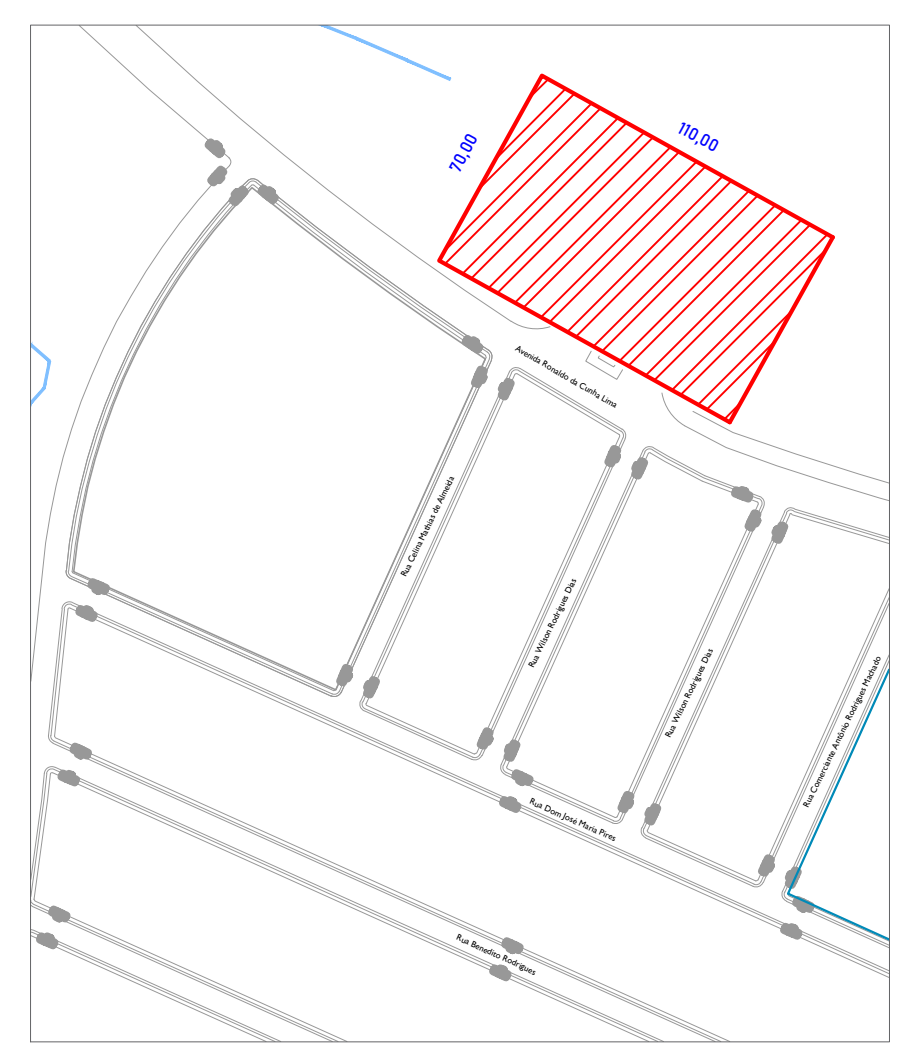 110,00
70,00
Avenida Ronaldo da Cunha Lima
Rua Celina Mathias de Almeida
Rua Wilson Rodrigues Dias
Rua Wilson Rodrigues Dias
Rua Comerciante Antônio Rodrigues Machado
Rua Dom José Maria Pires
Rua Benedito Rodrigues